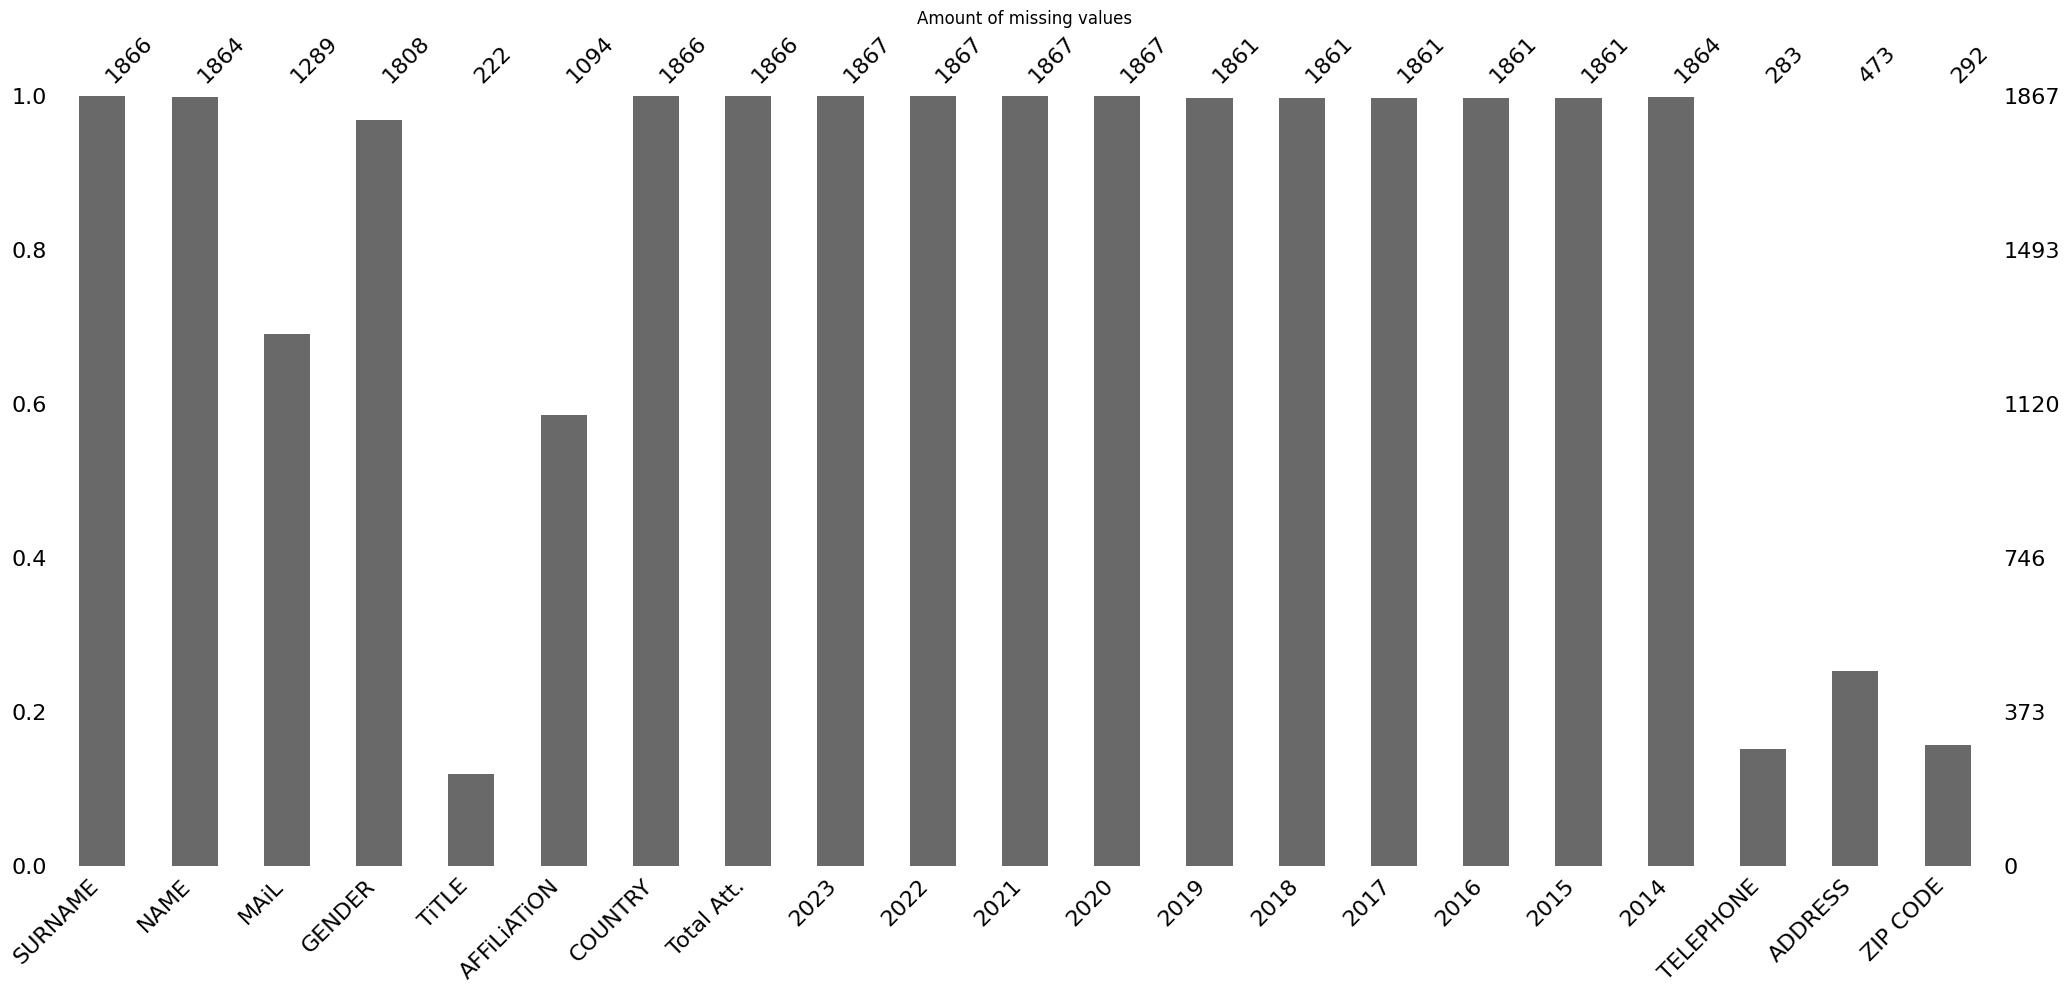 Amount of missing values
1866 1864 1289 1808 222 1094 1866 1866 1867 1867 1867 1867 1861 1861 1861 1861 1861 1864 283 473 292
1.0 1867
0.8 1493
0.6 1120
0.4 746
0.2 373
0.0 0
SURNAME NAME MAiL GENDER TiTLE AFFiLiATiON COUNTRY Total Att. 2023 2022 2021 2020 2019 2018 2017 2016 2015 2014 TELEPHONE ADDRESS ZIP CODE